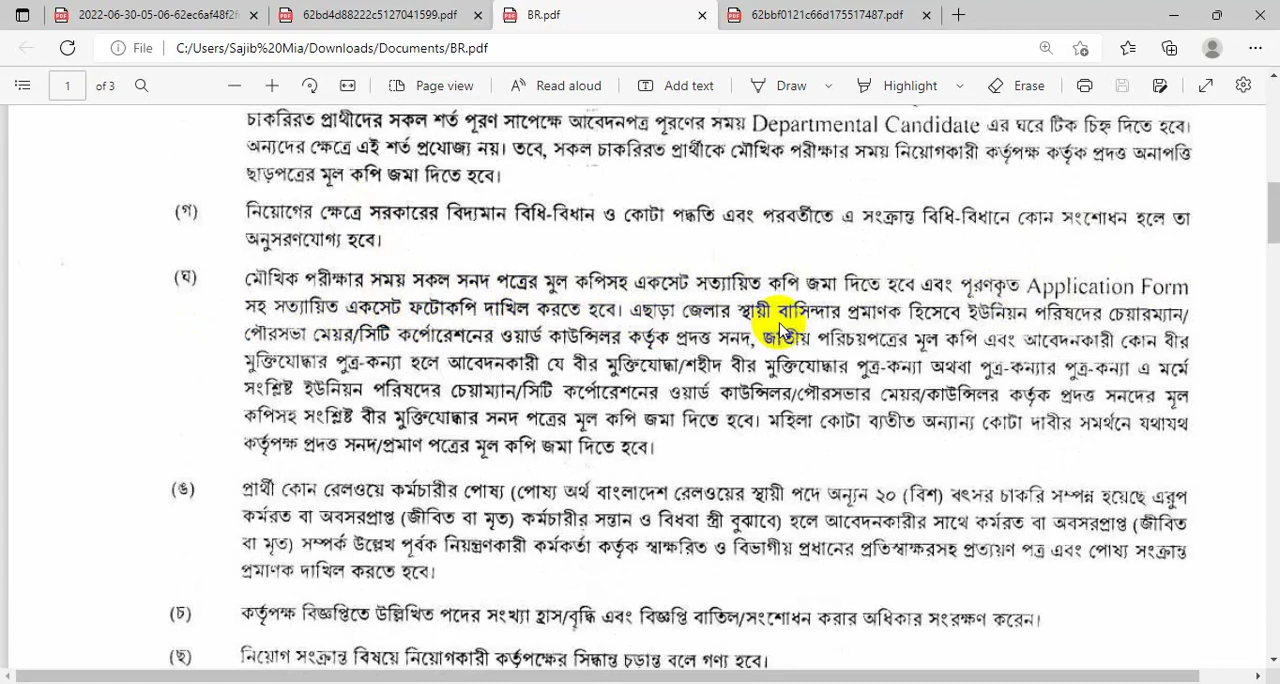 2022-06-30-05-06-62ec6af48f2f
62bd4d88222c5127041599.pdf
BR.pdf
62bbf0121c66d175517487.pdf
File C:/Users/Sajib%20Mia/Downloads/Documents/BR.pdf
1 of 3 Page view Read aloud Add text Draw Highlight Erase
চাকরিরত প্রার্থীদের সকল শর্ত পূরণ সাপেক্ষে আবেদনপত্র পূরণের সময় Departmental Candidate এর ঘরে টিক চিহ্ন দিতে হবে।
অন্যদের ক্ষেত্রে এই শর্ত প্রযোজ্য নয়। তবে, সকল চাকরিরত প্রার্থীকে মৌখিক পরীক্ষার সময় নিয়োগকারী কর্তৃপক্ষ কর্তৃক প্রদত্ত অনাপত্তি
ছাড়পত্রের মূল কপি জমা দিতে হবে।
(গ) নিয়োগের ক্ষেত্রে সরকারের বিদ্যমান বিধি-বিধান ও কোটা পদ্ধতি এবং পরবর্তীতে এ সংক্রান্ত বিধি-বিধানে কোন সংশোধন হলে তা
অনুসরণযোগ্য হবে।
(ঘ) মৌখিক পরীক্ষার সময় সকল সনদ পত্রের মুল কপিসহ একসেট সত্যায়িত কপি জমা দিতে হবে এবং পূরণকৃত Application Form
সহ সত্যায়িত একসেট ফটোকপি দাখিল করতে হবে। এছাড়া জেলার স্থায়ী বাসিন্দার প্রমাণক হিসেবে ইউনিয়ন পরিষদের চেয়ারম্যান/
পৌরসভা মেয়র/সিটি কর্পোরেশনের ওয়ার্ড কাউন্সিলর কর্তৃক প্রদত্ত সনদ, জাতীয় পরিচয়পত্রের মূল কপি এবং আবেদনকারী কোন বীর
মুক্তিযোদ্ধার পুত্র-কন্যা হলে আবেদনকারী যে বীর মুক্তিযোদ্ধা/শহীদ বীর মুক্তিযোদ্ধার পুত্র-কন্যা অথবা পুত্র-কন্যার পুত্র-কন্যা এ মর্মে
সংশ্লিষ্ট ইউনিয়ন পরিষদের চেয়াম্যান/সিটি কর্পোরেশনের ওয়ার্ড কাউন্সিলর/পৌরসভার মেয়র/কাউন্সিলর কর্তৃক প্রদত্ত সনদের মূল
কপিসহ সংশ্লিষ্ট বীর মুক্তিযোদ্ধার সনদ পত্রের মূল কপি জমা দিতে হবে। মহিলা কোটা ব্যতীত অন্যান্য কোটা দাবীর সমর্থনে যথাযথ
কর্তৃপক্ষ প্রদত্ত সনদ/প্রমাণ পত্রের মূল কপি জমা দিতে হবে।
(ঙ) প্রার্থী কোন রেলওয়ে কর্মচারীর পোষ্য (পোষ্য অর্থ বাংলাদেশ রেলওয়ের স্থায়ী পদে অন্যূন ২০ (বিশ) বৎসর চাকরি সম্পন্ন হয়েছে এরুপ
কর্মরত বা অবসরপ্রাপ্ত (জীবিত বা মৃত) কর্মচারীর সন্তান ও বিধবা স্ত্রী বুঝাবে) হলে আবেদনকারীর সাথে কর্মরত বা অবসরপ্রাপ্ত (জীবিত
বা মৃত) সম্পর্ক উল্লেখ পূর্বক নিয়ন্ত্রণকারী কর্মকর্তা কর্তৃক স্বাক্ষরিত ও বিভাগীয় প্রধানের প্রতিস্বাক্ষরসহ প্রত্যয়ণ পত্র এবং পোষ্য সংক্রান্ত
প্রমাণক দাখিল করতে হবে।
(চ) কর্তৃপক্ষ বিজ্ঞপ্তিতে উল্লিখিত পদের সংখ্যা হ্রাস/বৃদ্ধি এবং বিজ্ঞপ্তি বাতিল/সংশোধন করার অধিকার সংরক্ষণ করেন।
(ছ) নিয়োগ সংক্রান্ত বিষয়ে নিয়োগকারী কর্তৃপক্ষের সিদ্ধান্ত চড়ান্ত বলে গণ্য হবে।